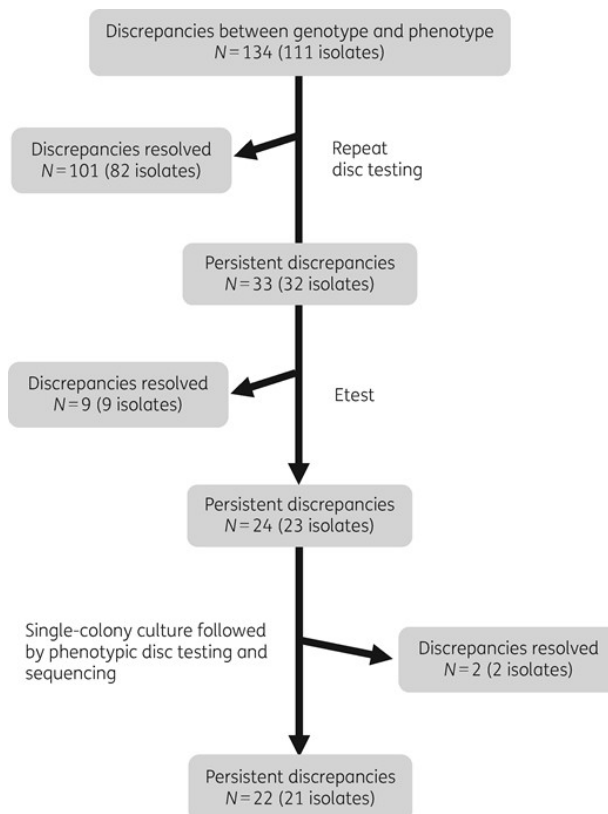 Discrepancies between genotype and phenotype
N = 134 (111 isolates)
Discrepancies resolved
N = 101 (82 isolates)
Repeat
disc testing
Persistent discrepancies
N = 33 (32 isolates)
Discrepancies resolved
N = 9 (9 isolates)
Etest
Persistent discrepancies
N = 24 (23 isolates)
Single-colony culture followed
by phenotypic disc testing and
sequencing
Discrepancies resolved
N = 2 (2 isolates)
Persistent discrepancies
N = 22 (21 isolates)